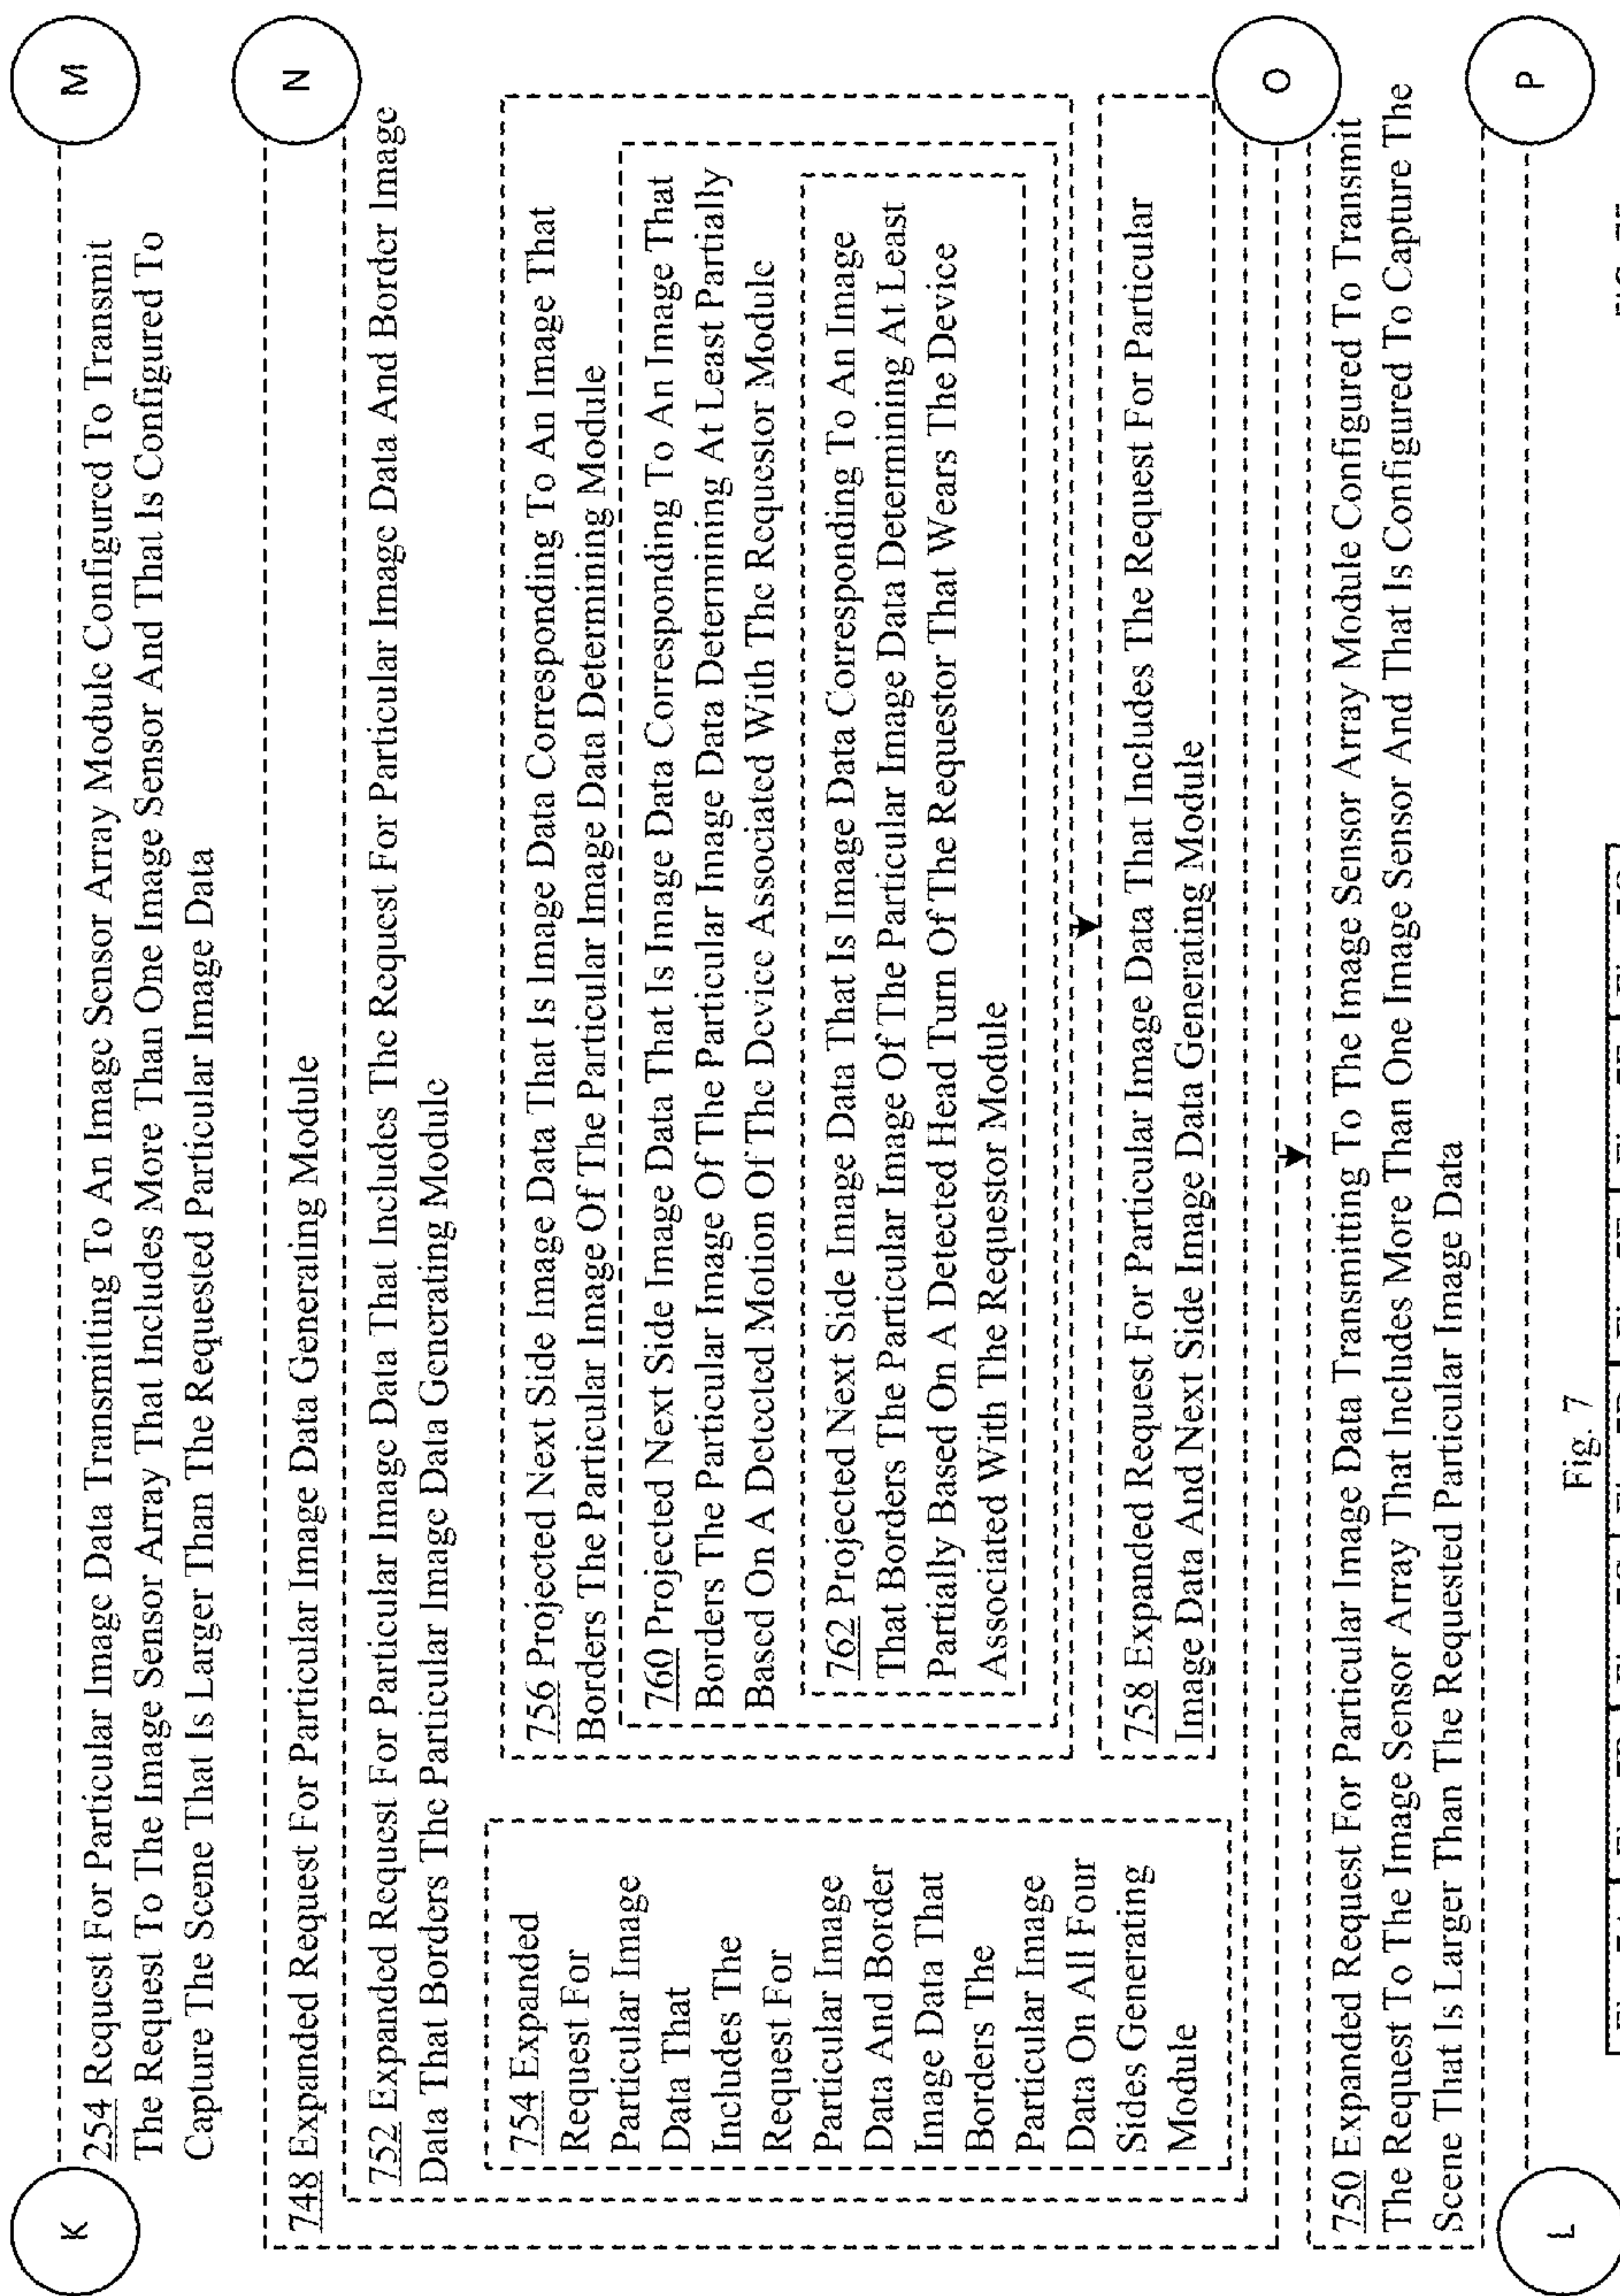 K
M
254 Request For Particular Image Data Transmitting To An Image Sensor Array Module Configured To Transmit
The Request To The Image Sensor Array That Includes More Than One Image Sensor And That Is Configured To
Capture The Scene That Is Larger Than The Requested Particular Image Data
N
748 Expanded Request For Particular Image Data Generating Module
752 Expanded Request For Particular Image Data That Includes The Request For Particular Image Data And Border Image
Data That Borders The Particular Image Data Generating Module
754 Expanded
Request For
Particular Image
Data That
Includes The
Request For
Particular Image
Data And Border
Image Data That
Borders The
Particular Image
Data On All Four
Sides Generating
Module
756 Projected Next Side Image Data That Is Image Data Corresponding To An Image That
Borders The Particular Image Of The Particular Image Data Determining Module
760 Projected Next Side Image Data That Is Image Data Corresponding To An Image That
Borders The Particular Image Of The Particular Image Data Determining At Least Partially
Based On A Detected Motion Of The Device Associated With The Requestor Module
762 Projected Next Side Image Data That Is Image Data Corresponding To An Image
That Borders The Particular Image Of The Particular Image Data Determining At Least
Partially Based On A Detected Head Turn Of The Requestor That Wears The Device
Associated With The Requestor Module
758 Expanded Request For Particular Image Data That Includes The Request For Particular
Image Data And Next Side Image Data Generating Module
O
750 Expanded Request For Particular Image Data Transmitting To The Image Sensor Array Module Configured To Transmit
The Request To The Image Sensor Array That Includes More Than One Image Sensor And That Is Configured To Capture The
Scene That Is Larger Than The Requested Particular Image Data
L
P
Fig. 7